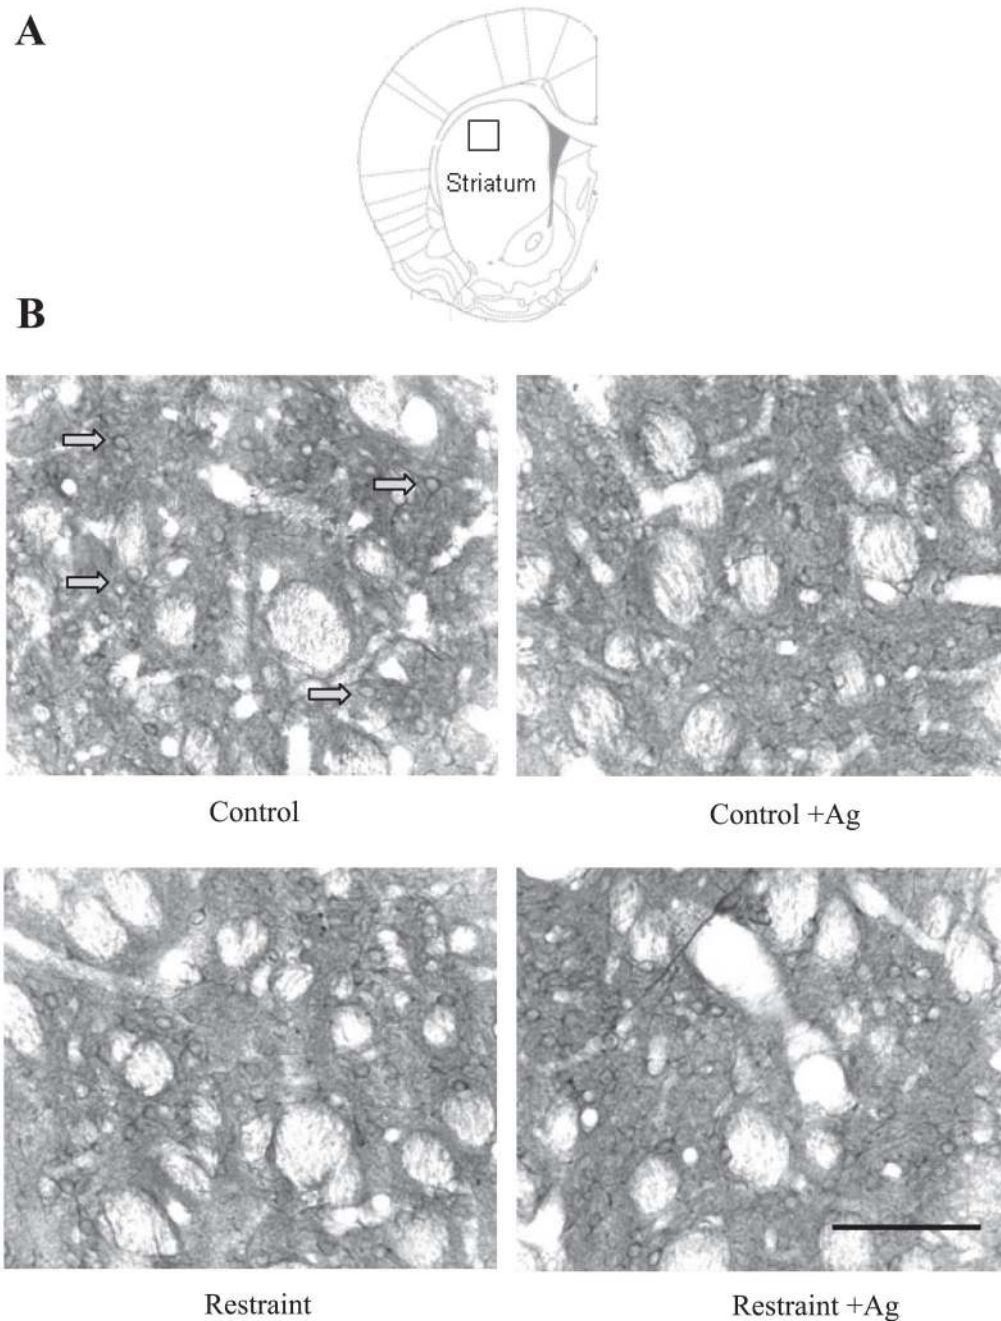 A
Striatum
B
Control
Control +Ag
Restraint
Restraint +Ag